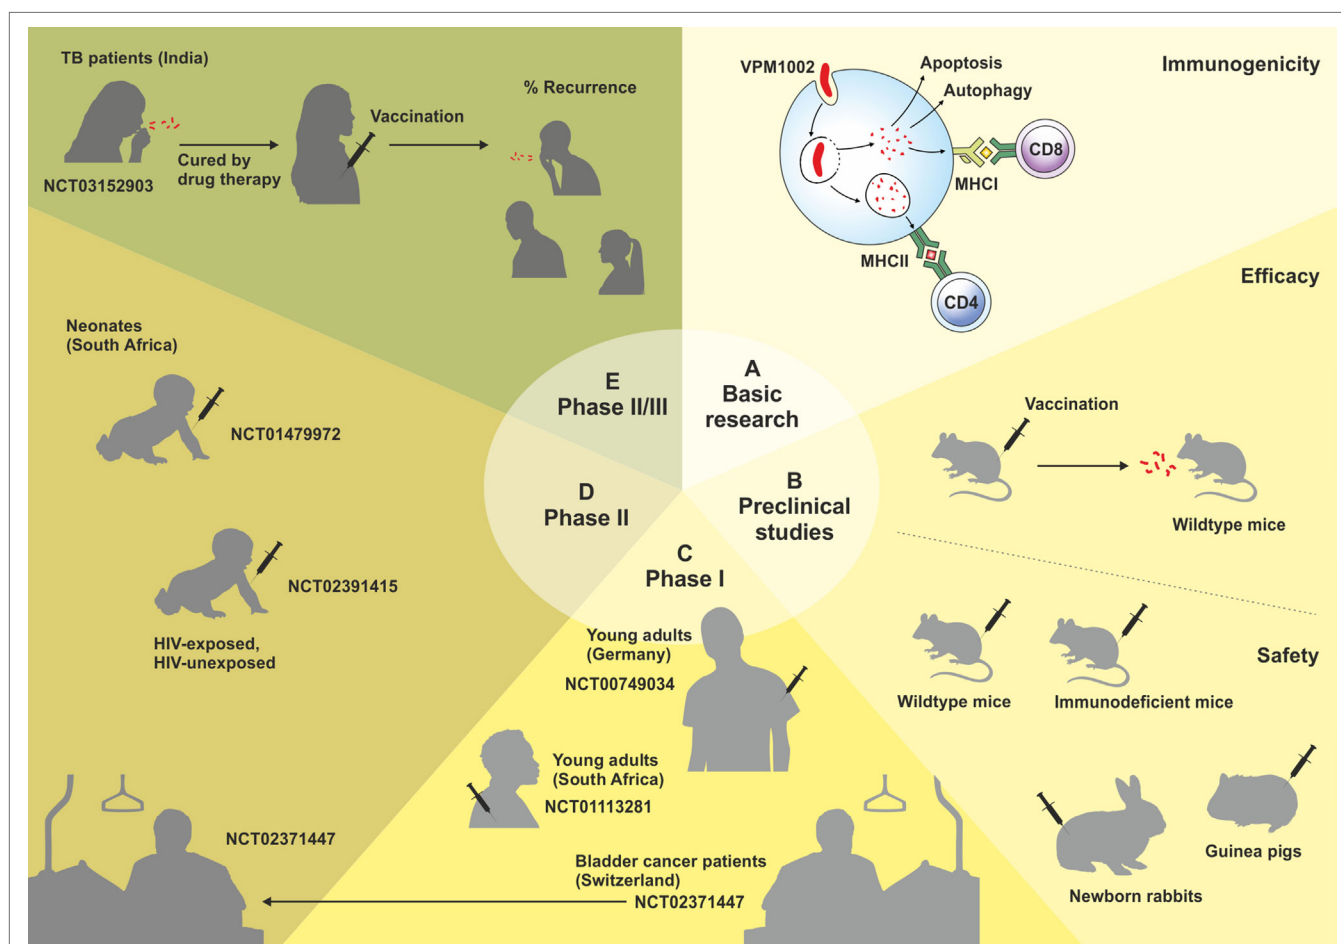 TB patients (India)
NCT03152903
Cured by
drug therapy
Vaccination
% Recurrence
Immunogenicity
VPM1002
Apoptosis
Autophagy
CD8
MHCI
MHCII
CD4
Efficacy
Neonates
(South Africa)
NCT01479972
NCT02391415
HIV-exposed,
HIV-unexposed
NCT02371447
E
Phase II/III
A
Basic
research
D
Phase II
B
Preclinical
studies
C
Phase I
Vaccination
Wildtype mice
Safety
Wildtype mice
Immunodeficient mice
Guinea pigs
Newborn rabbits
Young adults
(Germany)
NCT00749034
Young adults
(South Africa)
NCT01113281
Bladder cancer patients
(Switzerland)
NCT02371447